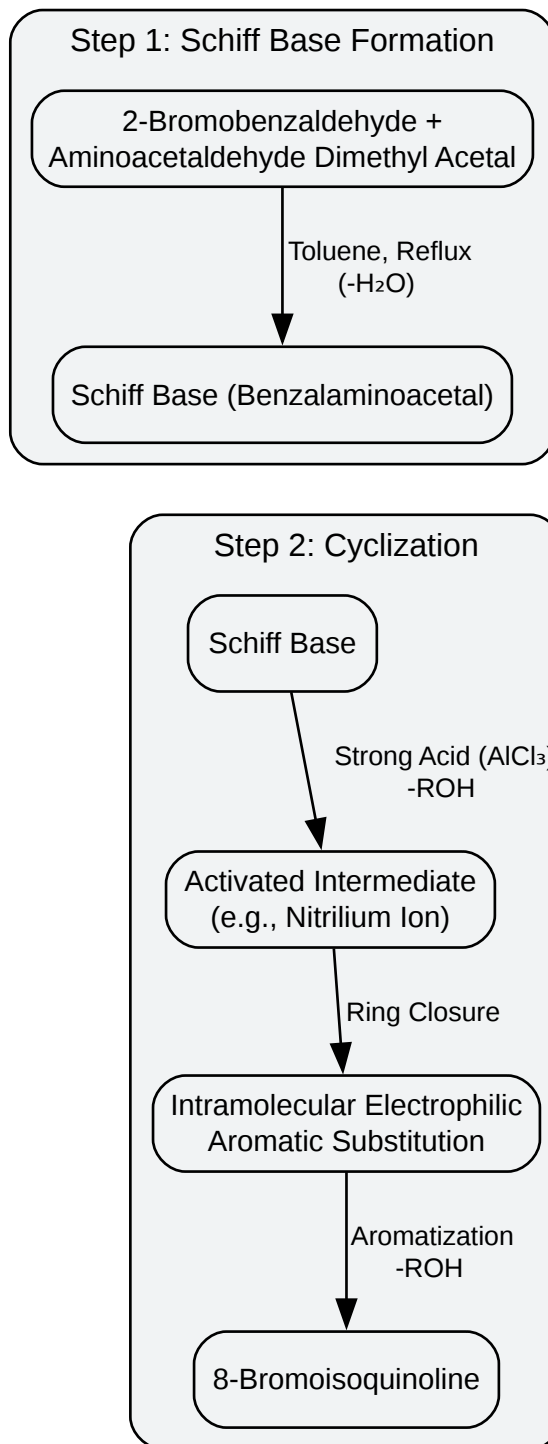 Step 1: Schiff Base Formation
2-Bromobenzaldehyde +
Aminoacetaldehyde Dimethyl Acetal
Toluene, Reflux
(-H₂O)
Schiff Base (Benzalaminoacetal)
Step 2: Cyclization
Schiff Base
Strong Acid (AlCl₃)
-ROH
Activated Intermediate
(e.g., Nitrilium Ion)
Ring Closure
Intramolecular Electrophilic
Aromatic Substitution
Aromatization
-ROH
8-Bromoisoquinoline